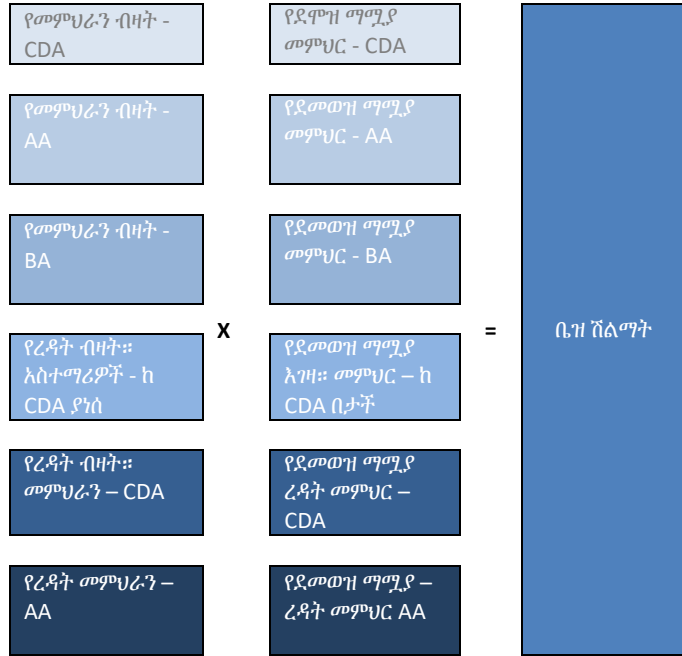 የመምህራን ብዛት -
CDA
የደሞዝ ማሟያ
መምህር - CDA
የመምህራን ብዛት -
AA
የደመወዝ ማሟያ
መምህር - AA
የመምህራን ብዛት -
BA
የደመወዝ ማሟያ
መምህር - BA
የረዳት ብዛት።
አስተማሪዎች - ከ
CDA ያነሰ
X
የደመወዝ ማሟያ
እገዛ። መምህር – ከ
CDA በታች
=
ቤዝ ሽልማት
የረዳት ብዛት።
መምህራን – CDA
የደመወዝ ማሟያ
ረዳት መምህር –
CDA
የረዳት መምህራን –
AA
የደመወዝ ማሟያ –
ረዳት መምህር AA